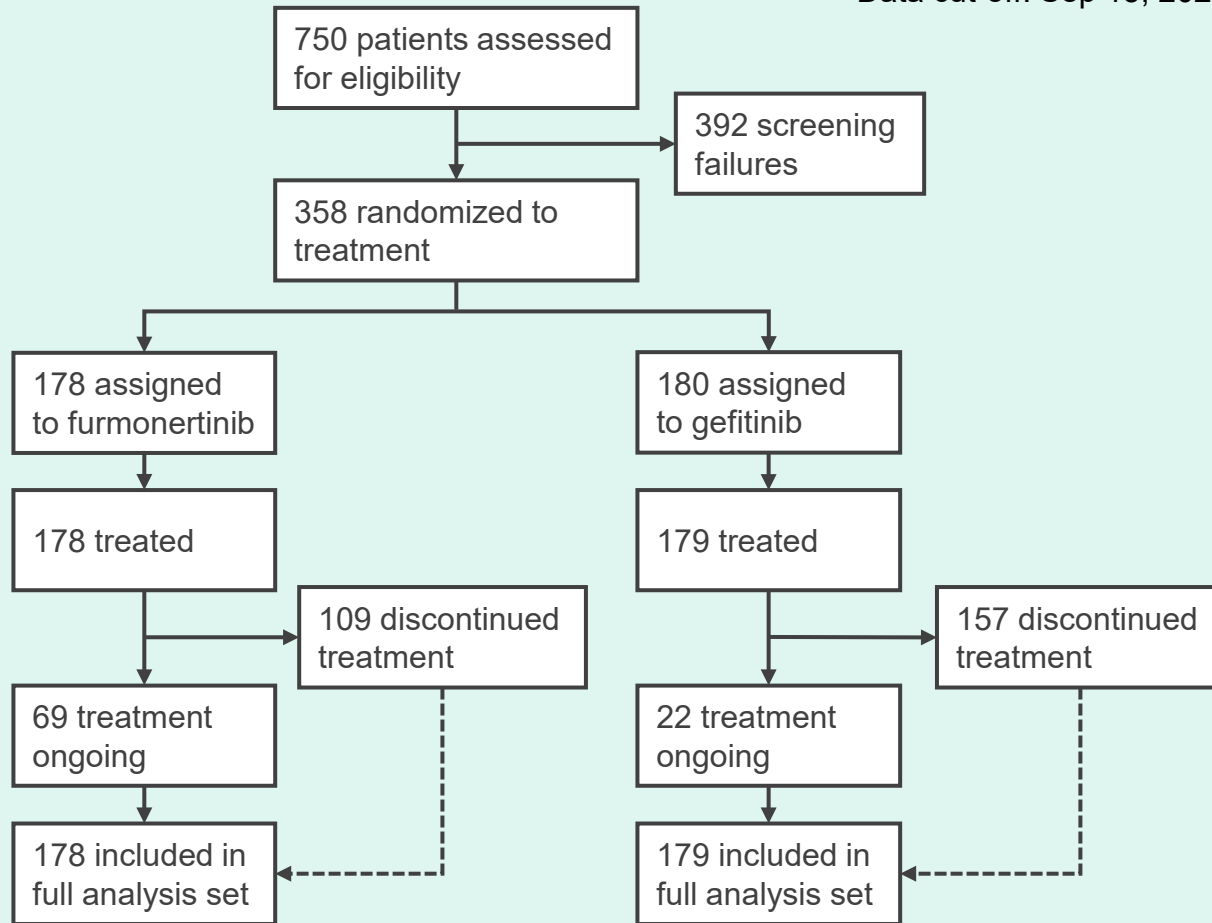 750 patients assessed
for eligibility
392 screening
failures
358 randomized to
treatment
178 assigned
to furmonertinib
180 assigned
to gefitinib
178 treated
179 treated
109 discontinued
treatment
157 discontinued
treatment
69 treatment
ongoing
22 treatment
ongoing
178 included in
full analysis set
179 included in
full analysis set